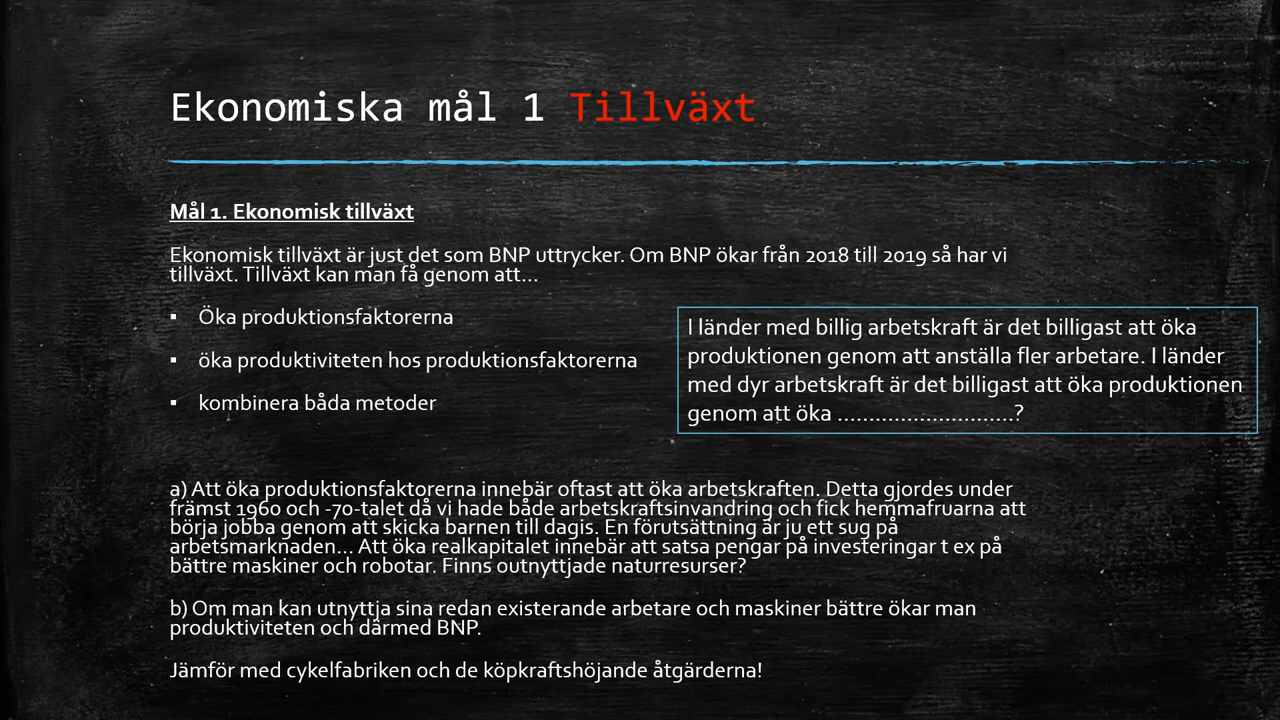 Ekonomiska mål 1 Tillväxt
Mål 1. Ekonomisk tillväxt
Ekonomisk tillväxt är just det som BNP uttrycker. Om BNP ökar från 2018 till 2019 så har vi
tillväxt. Tillväxt kan man få genom att...
▪ Öka produktionsfaktorerna
▪ öka produktiviteten hos produktionsfaktorerna
▪ kombinera båda metoder
I länder med billig arbetskraft är det billigast att öka
produktionen genom att anställa fler arbetare. I länder
med dyr arbetskraft är det billigast att öka produktionen
genom att öka ............................?
a) Att öka produktionsfaktorerna innebär oftast att öka arbetskraften. Detta gjordes under
främst 1960 och -70-talet då vi hade både arbetskraftsinvandring och fick hemmafruarna att
börja jobba genom att skicka barnen till dagis. En förutsättning är ju ett sug på
arbetsmarknaden... Att öka realkapitalet innebär att satsa pengar på investeringar t ex på
bättre maskiner och robotar. Finns outnyttjade naturresurser?
b) Om man kan utnyttja sina redan existerande arbetare och maskiner bättre ökar man
produktiviteten och därmed BNP.
Jämför med cykelfabriken och de köpkraftshöjande åtgärderna!